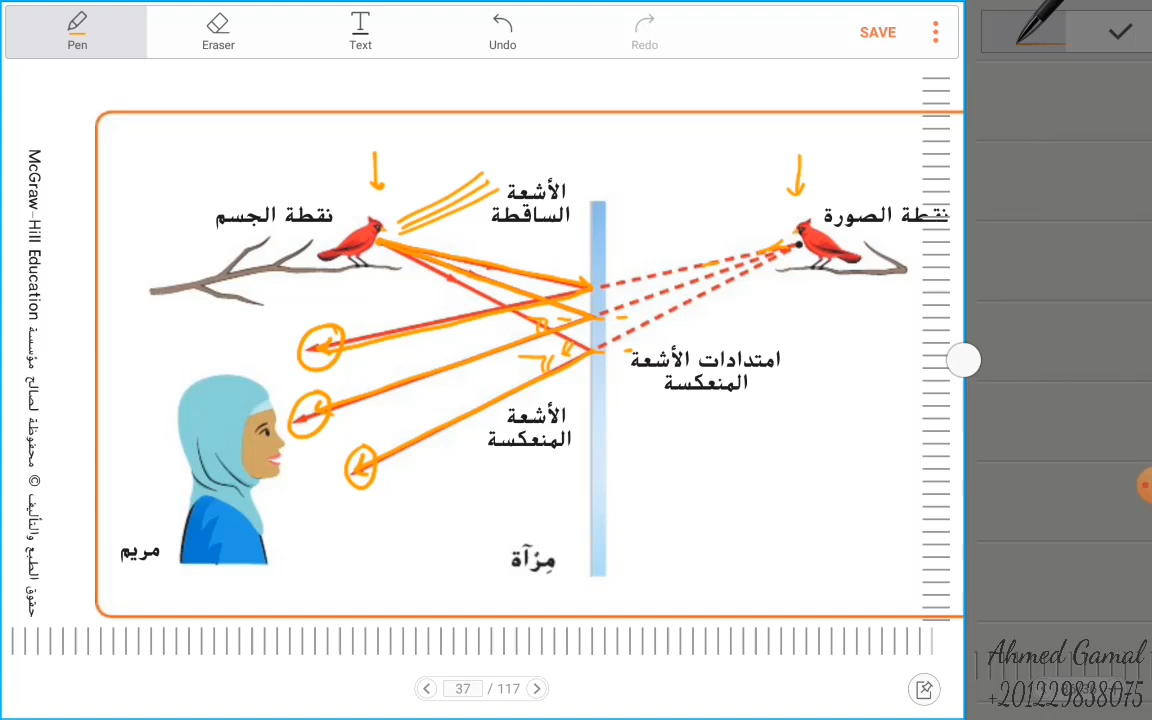 Pen
Eraser
Text
Undo
Redo
SAVE
الأشعة
الساقطة
نقطة الجسم
نقطة الصورة
امتدادات الأشعة
المنعكسة
الأشعة
المنعكسة
مريم
مِرْآة
حقوق الطبع والتأليف © محفوظة لصالح مؤسسة McGraw-Hill Education
37 / 117
Ahmed Gamal
+201229838075